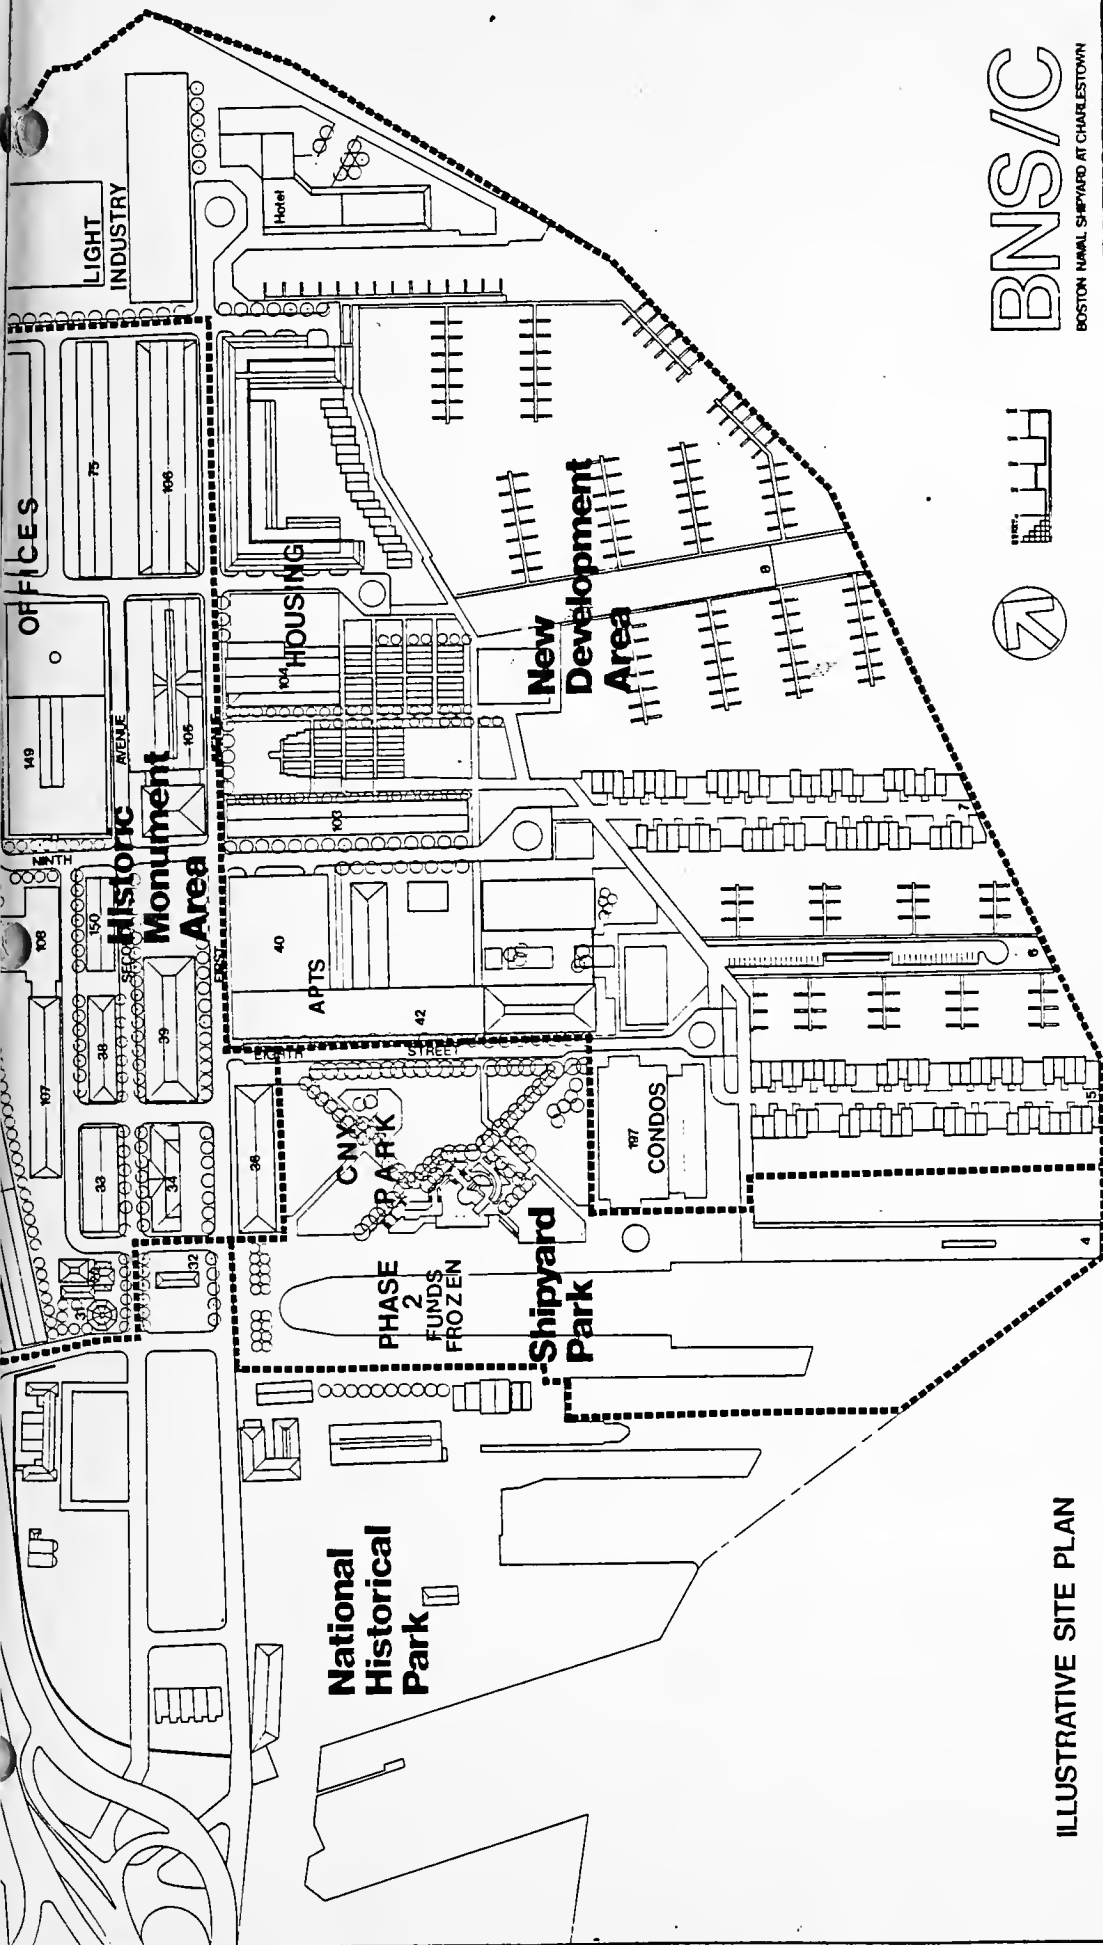 LIGHT
INDUSTRY
Hotel
OFFICES
75
106
149
AVENUE
105
NINTH
Historic
Monument
Area
108
150
107
38
39
33
34
31
32
36
FIRST
HOUSING
104
103
New
Development
Area
40
APTS
42
EIGHTH
STREET
CNY
PARK
197
CONDOS
PHASE
2
FUNDS
FROZEN
Shipyard
Park
National
Historical
Park
8
7
6
5
4
BNS/C
BOSTON NAVAL SHIPYARD AT CHARLESTOWN
ILLUSTRATIVE SITE PLAN